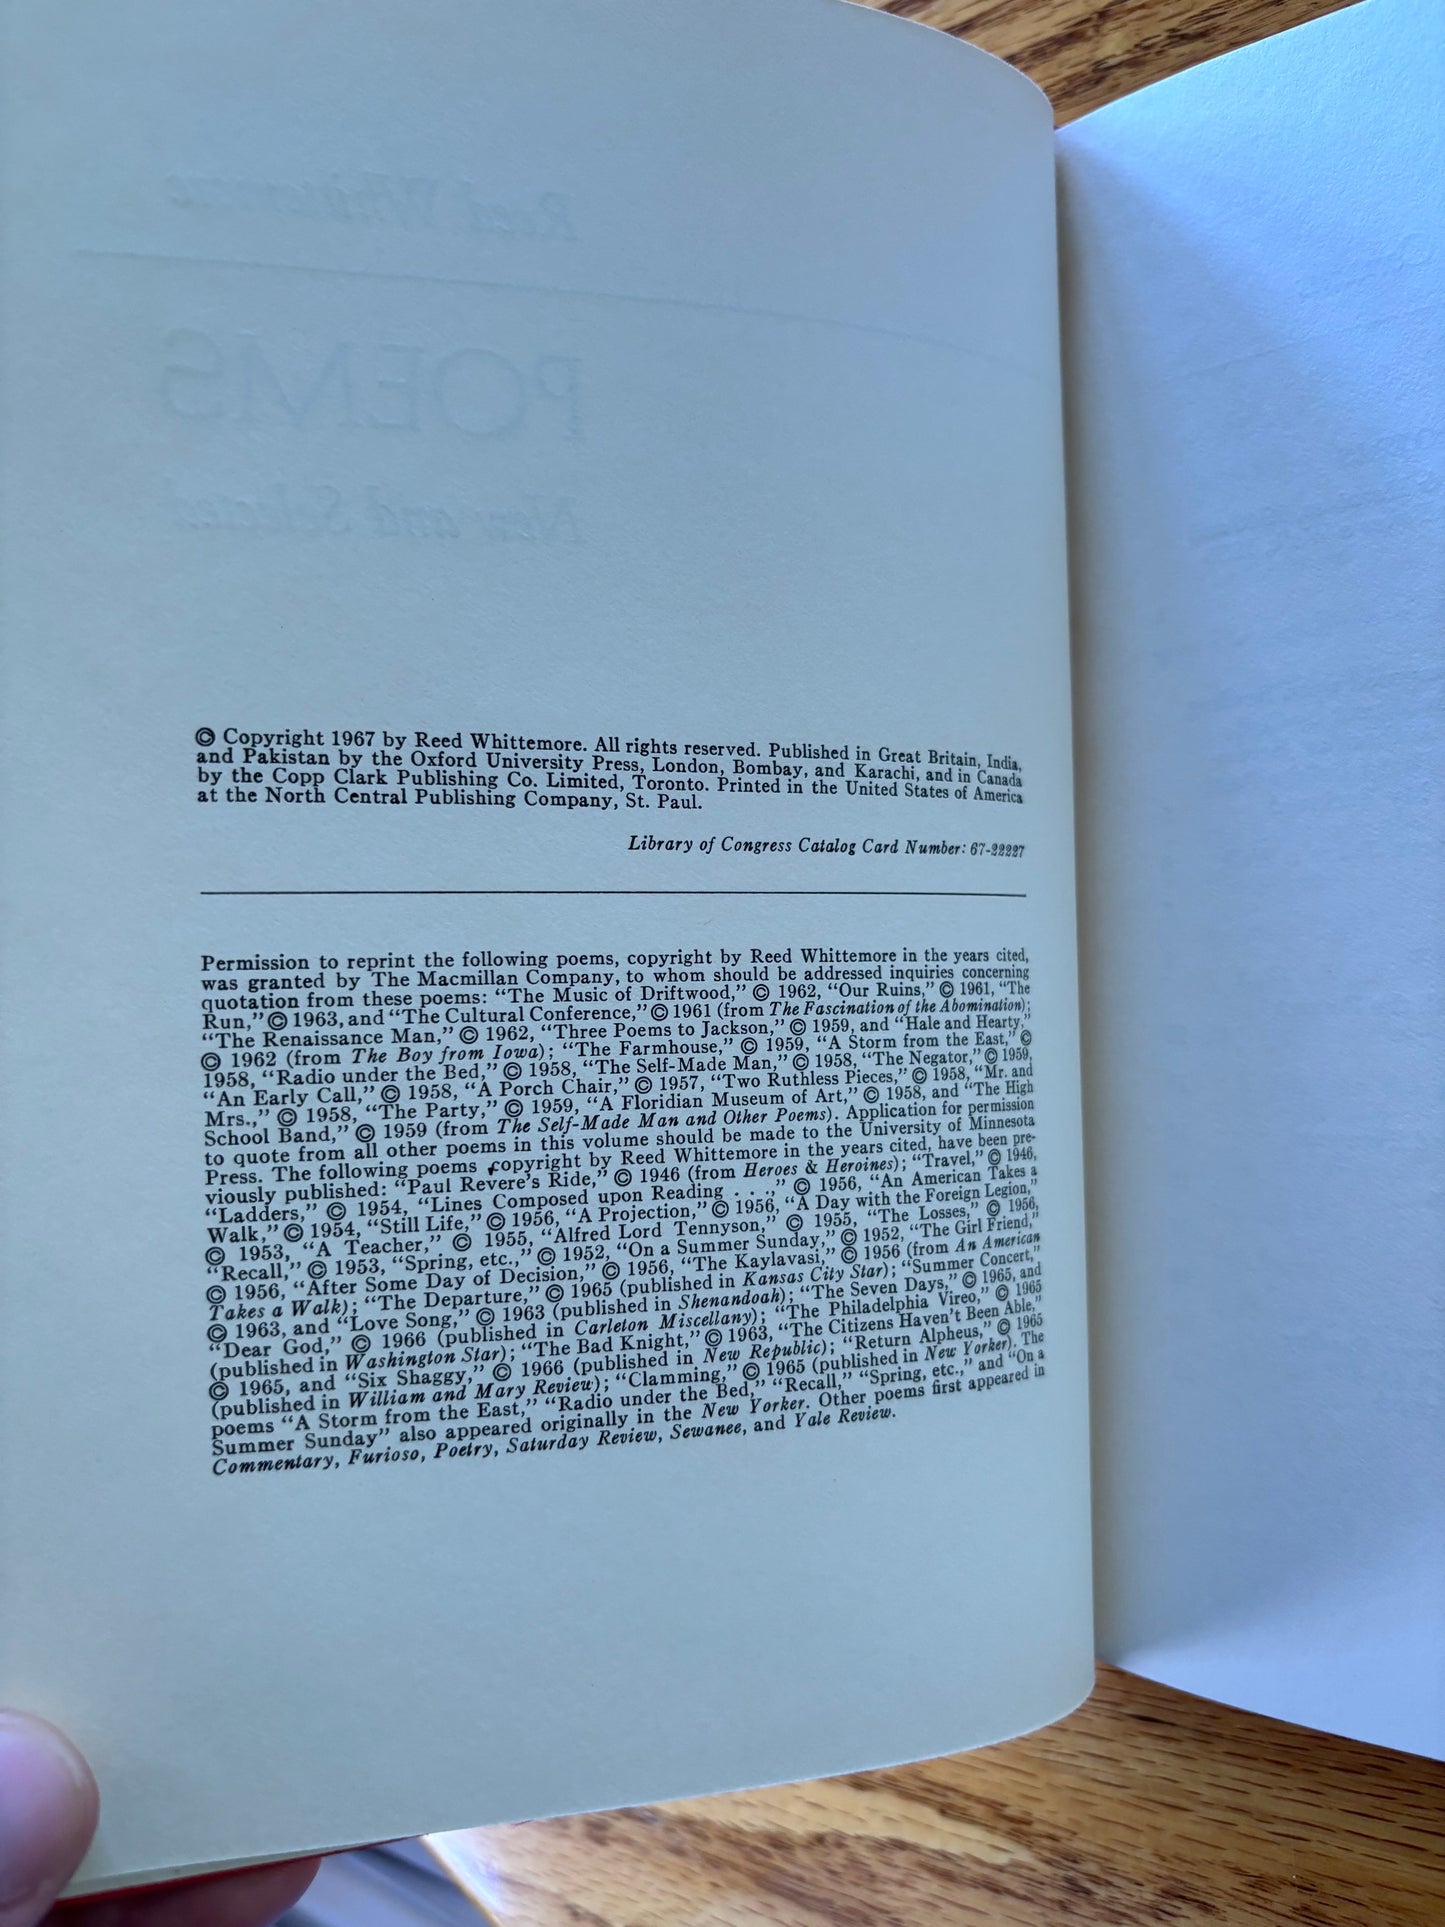 Reed Whittemore
POEMS
New and Selected
© Copyright 1967 by Reed Whittemore. All rights reserved. Published in Great Britain, India,
and Pakistan by the Oxford University Press, London, Bombay, and Karachi, and in Canada
by the Copp Clark Publishing Co. Limited, Toronto. Printed in the United States of America
at the North Central Publishing Company, St. Paul.
Library of Congress Catalog Card Number: 67-22227
Permission to reprint the following poems, copyright by Reed Whittemore in the years cited,
was granted by The Macmillan Company, to whom should be addressed inquiries concerning
quotation from these poems: “The Music of Driftwood,” © 1962, “Our Ruins,” © 1961, “The
Run,” © 1963, and “The Cultural Conference,” © 1961 (from The Fascination of the Abomination);
“The Renaissance Man,” © 1962, “Three Poems to Jackson,” © 1959, and “Hale and Hearty,”
© 1962 (from The Boy from Iowa); “The Farmhouse,” © 1959, “A Storm from the East,” ©
1958, “Radio under the Bed,” © 1958, “The Self-Made Man,” © 1958, “The Negator,” © 1959,
“An Early Call,” © 1958, “A Porch Chair,” © 1957, “Two Ruthless Pieces,” © 1958, “Mr. and
Mrs.,” © 1958, “The Party,” © 1959, “A Floridian Museum of Art,” © 1958, and “The High
School Band,” © 1959 (from The Self-Made Man and Other Poems). Application for permission
to quote from all other poems in this volume should be made to the University of Minnesota
Press. The following poems copyright by Reed Whittemore in the years cited, have been pre-
viously published: “Paul Revere’s Ride,” © 1946 (from Heroes & Heroines); “Travel,” © 1946,
“Ladders,” © 1954, “Lines Composed upon Reading . . .,” © 1956, “An American Takes a
Walk,” © 1954, “Still Life,” © 1956, “A Projection,” © 1956, “A Day with the Foreign Legion,”
© 1953, “A Teacher,” © 1955, “Alfred Lord Tennyson,” © 1955, “The Losses,” © 1956,
“Recall,” © 1953, “Spring, etc.,” © 1952, “On a Summer Sunday,” © 1952, “The Girl Friend,”
© 1956, “After Some Day of Decision,” © 1956, “The Kaylavasi,” © 1956 (from An American
Takes a Walk); “The Departure,” © 1965 (published in Kansas City Star); “Summer Concert,”
© 1963, and “Love Song,” © 1963 (published in Shenandoah); “The Seven Days,” © 1965, and
“Dear God,” © 1966 (published in Carleton Miscellany); “The Philadelphia Vireo,” © 1965
(published in Washington Star); “The Bad Knight,” © 1963, “The Citizens Haven’t Been Able,”
© 1965, and “Six Shaggy,” © 1966 (published in New Republic); “Return Alpheus,” © 1965
(published in William and Mary Review); “Clamming,” © 1965 (published in New Yorker). The
poems “A Storm from the East,” “Radio under the Bed,” “Recall,” “Spring, etc.,” and “On a
Summer Sunday” also appeared originally in the New Yorker. Other poems first appeared in
Commentary, Furioso, Poetry, Saturday Review, Sewanee, and Yale Review.